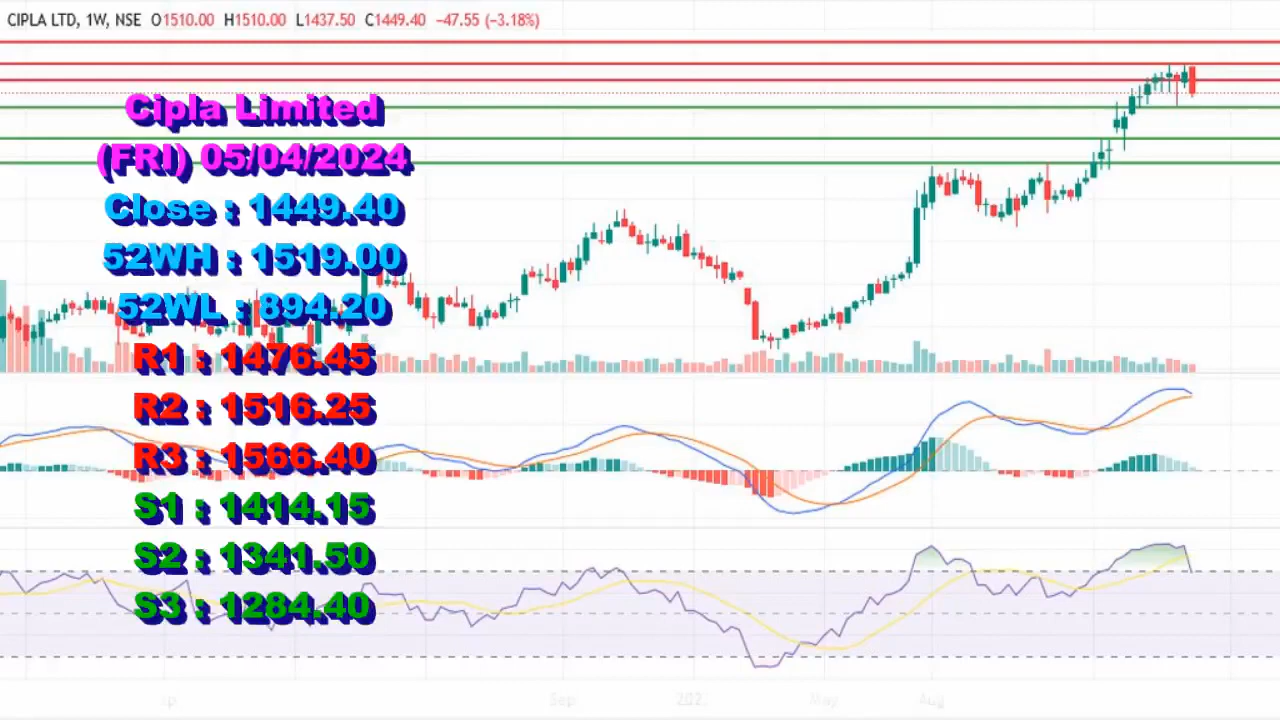 CIPLA LTD, 1W, NSE O1510.00 H1510.00 L1437.50 C1449.40 −47.55 (−3.18%)
Cipla Limited
(FRI) 05/04/2024
Close : 1449.40
52WH : 1519.00
52WL : 894.20
R1 : 1476.45
R2 : 1516.25
R3 : 1566.40
S1 : 1414.15
S2 : 1341.50
S3 : 1284.40
Sep May Aug